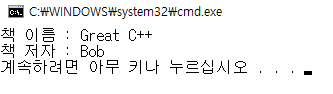 C:\WINDOWS\system32\cmd.exe
책 이름 : Great C++
책 저자 : Bob
계속하려면 아무 키나 누르십시오 . . .